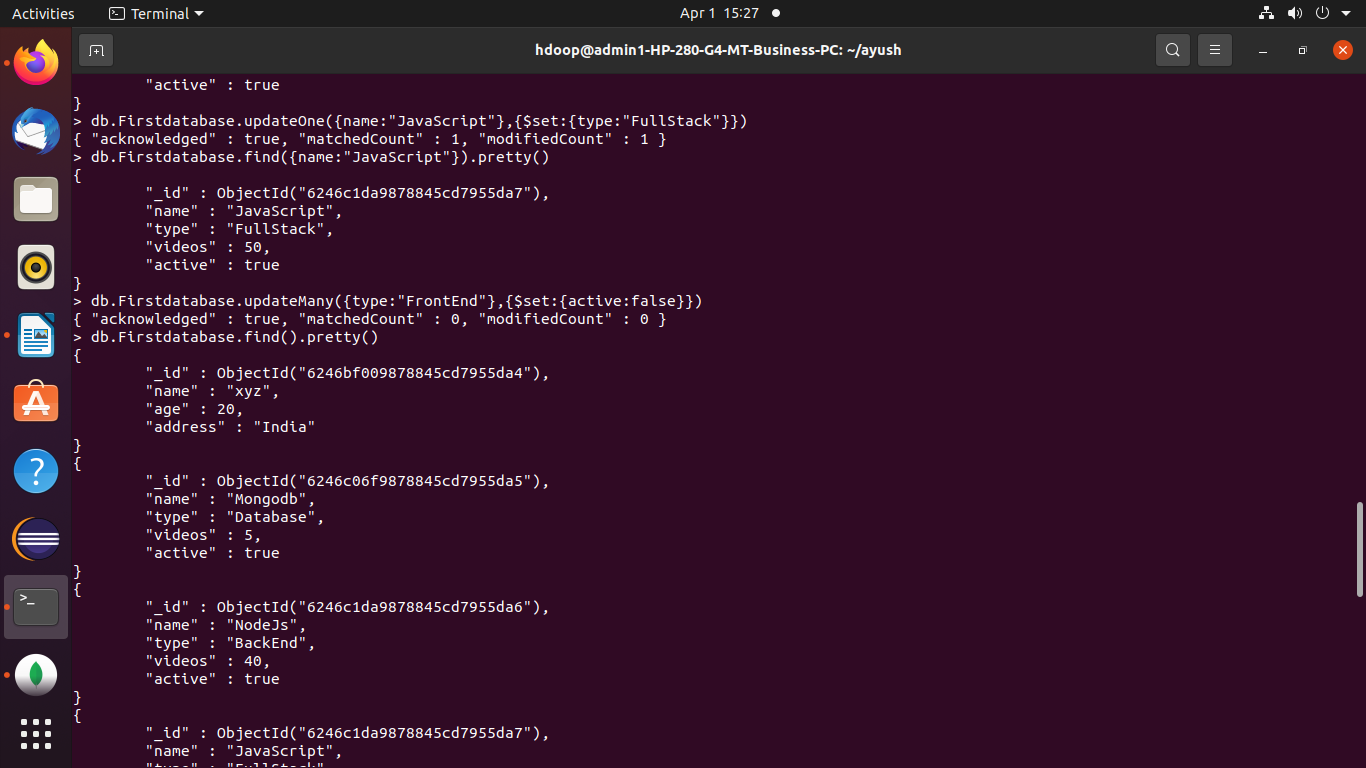 Activities Terminal Apr 1 15:27
hdoop@admin1-HP-280-G4-MT-Business-PC: ~/ayush
"active" : true
}
> db.Firstdatabase.updateOne({name:"JavaScript"},{$set:{type:"FullStack"}})
{ "acknowledged" : true, "matchedCount" : 1, "modifiedCount" : 1 }
> db.Firstdatabase.find({name:"JavaScript"}).pretty()
{
"_id" : ObjectId("6246c1da9878845cd7955da7"),
"name" : "JavaScript",
"type" : "FullStack",
"videos" : 50,
"active" : true
}
> db.Firstdatabase.updateMany({type:"FrontEnd"},{$set:{active:false}})
{ "acknowledged" : true, "matchedCount" : 0, "modifiedCount" : 0 }
> db.Firstdatabase.find().pretty()
{
"_id" : ObjectId("6246bf009878845cd7955da4"),
"name" : "xyz",
"age" : 20,
"address" : "India"
}
{
"_id" : ObjectId("6246c06f9878845cd7955da5"),
"name" : "Mongodb",
"type" : "Database",
"videos" : 5,
"active" : true
}
{
"_id" : ObjectId("6246c1da9878845cd7955da6"),
"name" : "NodeJs",
"type" : "BackEnd",
"videos" : 40,
"active" : true
}
{
"_id" : ObjectId("6246c1da9878845cd7955da7"),
"name" : "JavaScript",
"type" : "FullStack",